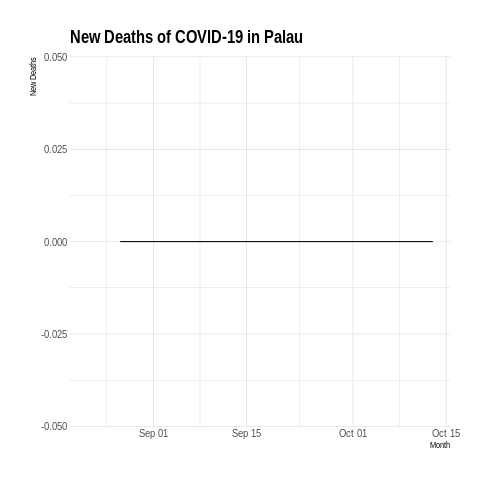 New Deaths of COVID-19 in Palau
New Deaths
0.050
0.025
0.000
-0.025
-0.050
Sep 01
Sep 15
Oct 01
Oct 15
Month